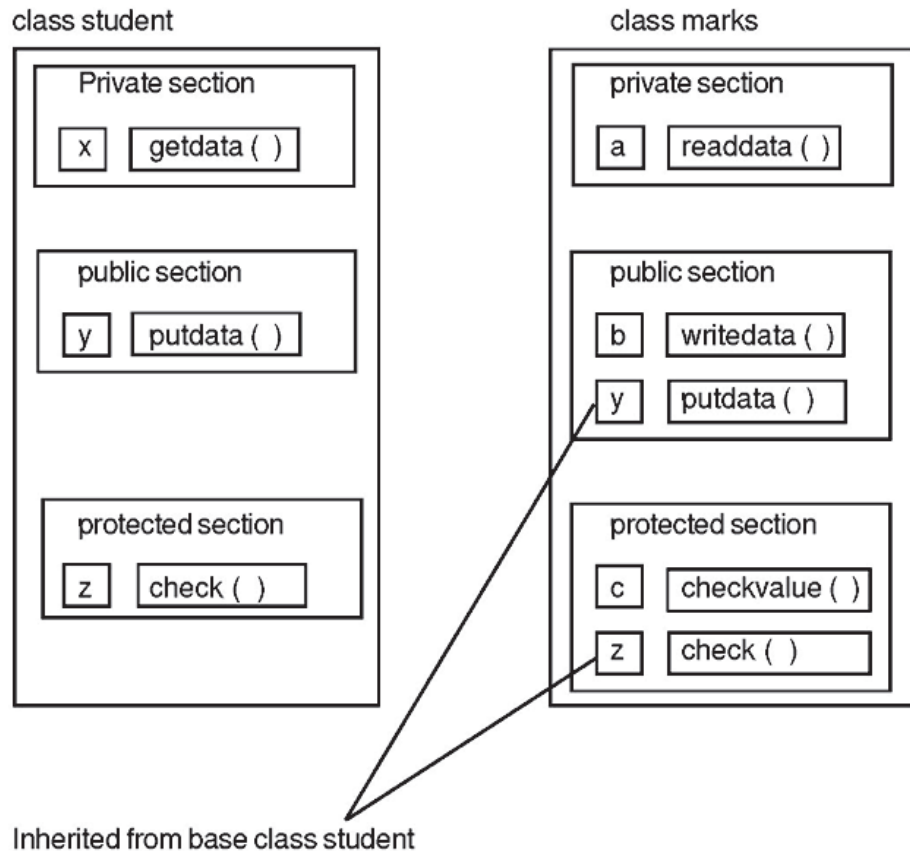 class student
Private section
x getdata ( )
public section
y putdata ( )
protected section
z check ( )
class marks
private section
a readdata ( )
public section
b writedata ( )
y putdata ( )
protected section
c checkvalue ( )
z check ( )
Inherited from base class student